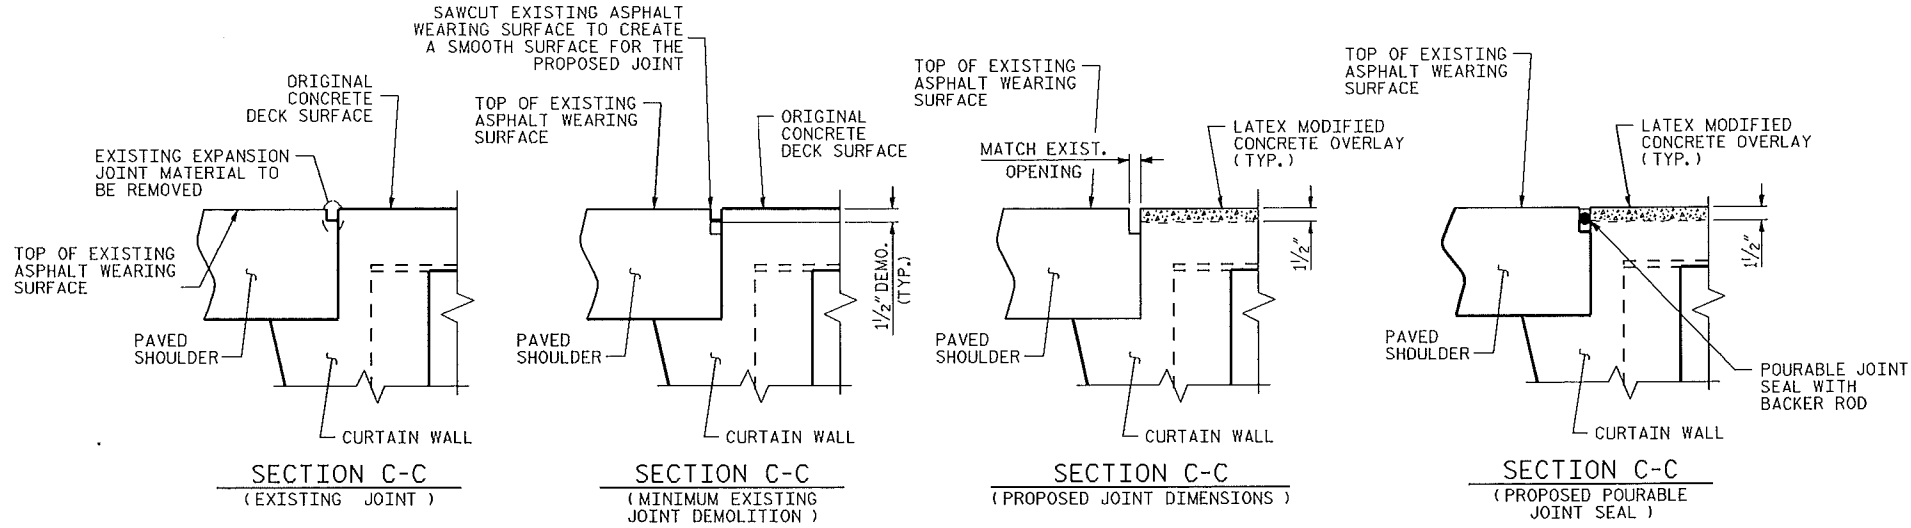 ORIGINAL
CONCRETE
DECK SURFACE
EXISTING EXPANSION
JOINT MATERIAL TO
BE REMOVED
TOP OF EXISTING
ASPHALT WEARING
SURFACE
PAVED
SHOULDER
CURTAIN WALL
SECTION C-C
( EXISTING JOINT )
SAWCUT EXISTING ASPHALT
WEARING SURFACE TO CREATE
A SMOOTH SURFACE FOR THE
PROPOSED JOINT
TOP OF EXISTING
ASPHALT WEARING
SURFACE
ORIGINAL
CONCRETE
DECK SURFACE
1½" DEMO.
(TYP.)
PAVED
SHOULDER
CURTAIN WALL
SECTION C-C
( MINIMUM EXISTING
JOINT DEMOLITION )
TOP OF EXISTING
ASPHALT WEARING
SURFACE
MATCH EXIST.
OPENING
LATEX MODIFIED
CONCRETE OVERLAY
(TYP.)
1½"
PAVED
SHOULDER
CURTAIN WALL
SECTION C-C
( PROPOSED JOINT DIMENSIONS )
TOP OF EXISTING
ASPHALT WEARING
SURFACE
LATEX MODIFIED
CONCRETE OVERLAY
(TYP.)
1½"
PAVED
SHOULDER
POURABLE JOINT
SEAL WITH
BACKER ROD
CURTAIN WALL
SECTION C-C
( PROPOSED POURABLE
JOINT SEAL )